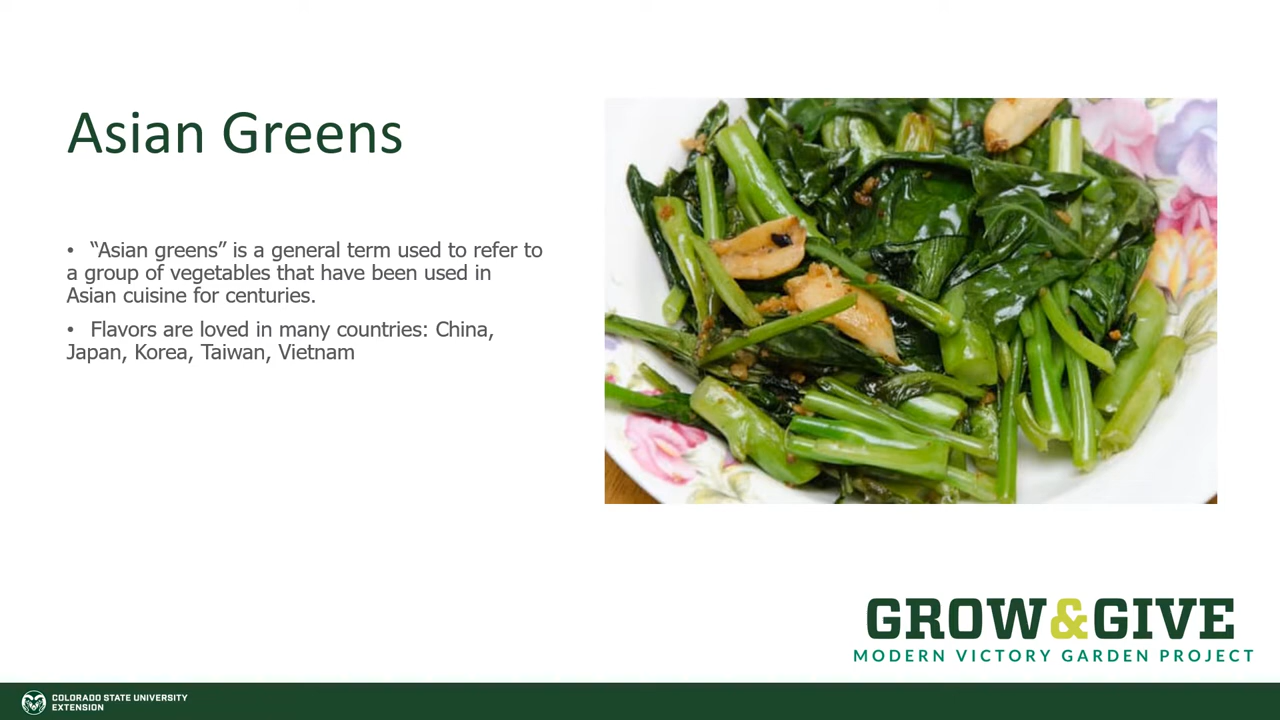 Asian Greens
• “Asian greens” is a general term used to refer to
a group of vegetables that have been used in
Asian cuisine for centuries.
• Flavors are loved in many countries: China,
Japan, Korea, Taiwan, Vietnam
GROW&GIVE
MODERN VICTORY GARDEN PROJECT
COLORADO STATE UNIVERSITY
EXTENSION